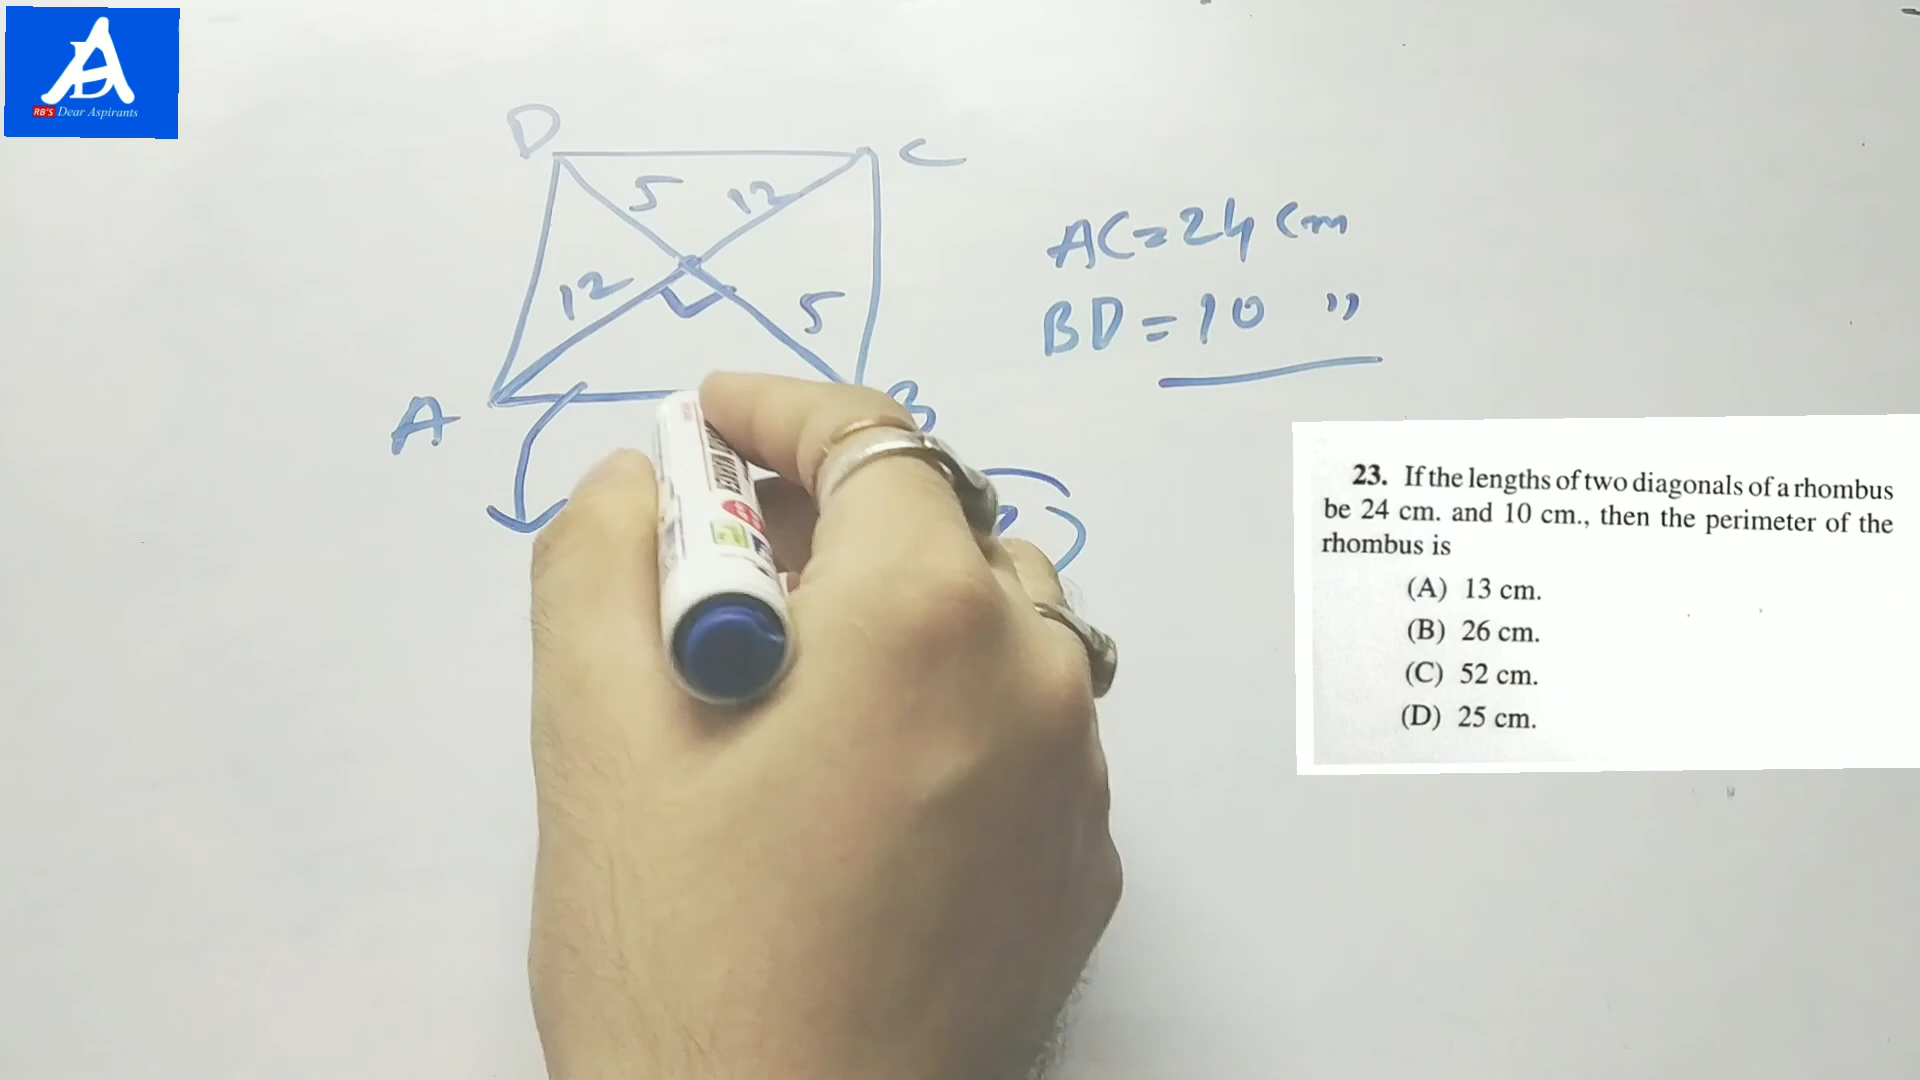 RB'S Dear Aspirants
D
C
5
12
12
5
A
B
AC=24 cm
BD=10 "
23. If the lengths of two diagonals of a rhombus
be 24 cm. and 10 cm., then the perimeter of the
rhombus is
(A) 13 cm.
(B) 26 cm.
(C) 52 cm.
(D) 25 cm.